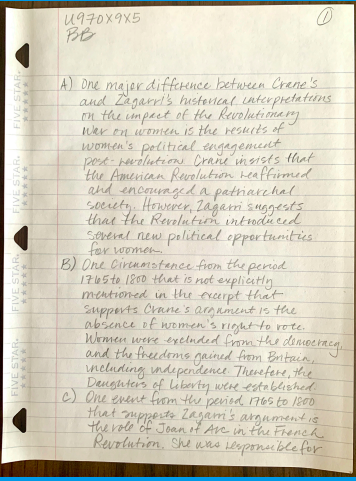 U970X9X5
BB
1
A) One major difference between Crane's
and Zagarri's historical interpretations
on the impact of the Revolutionary
War on women is the results of
women's political engagement
post-revolution. Crane insists that
the American Revolution reaffirmed
and encouraged a patriarchal
society. However, Zagarri suggests
that the Revolution introduced
several new political opportunities
for women.
B) One Circumstance from the period
1765 to 1800 that is not explicitly
mentioned in the excerpt that
supports Crane's argument is the
absence of women's right to vote.
Women were excluded from the democracy,
and the freedoms gained from Britain,
including independence. Therefore, the
Daughters of Liberty were established
C) One event from the period 1765 to 1800
that supports Zagarri's argument is
the role of Joan of Arc in the French
Revolution. She was responsible for
FIVE STAR.
FIVE STAR.
FIVE STAR.
FIVE STAR.